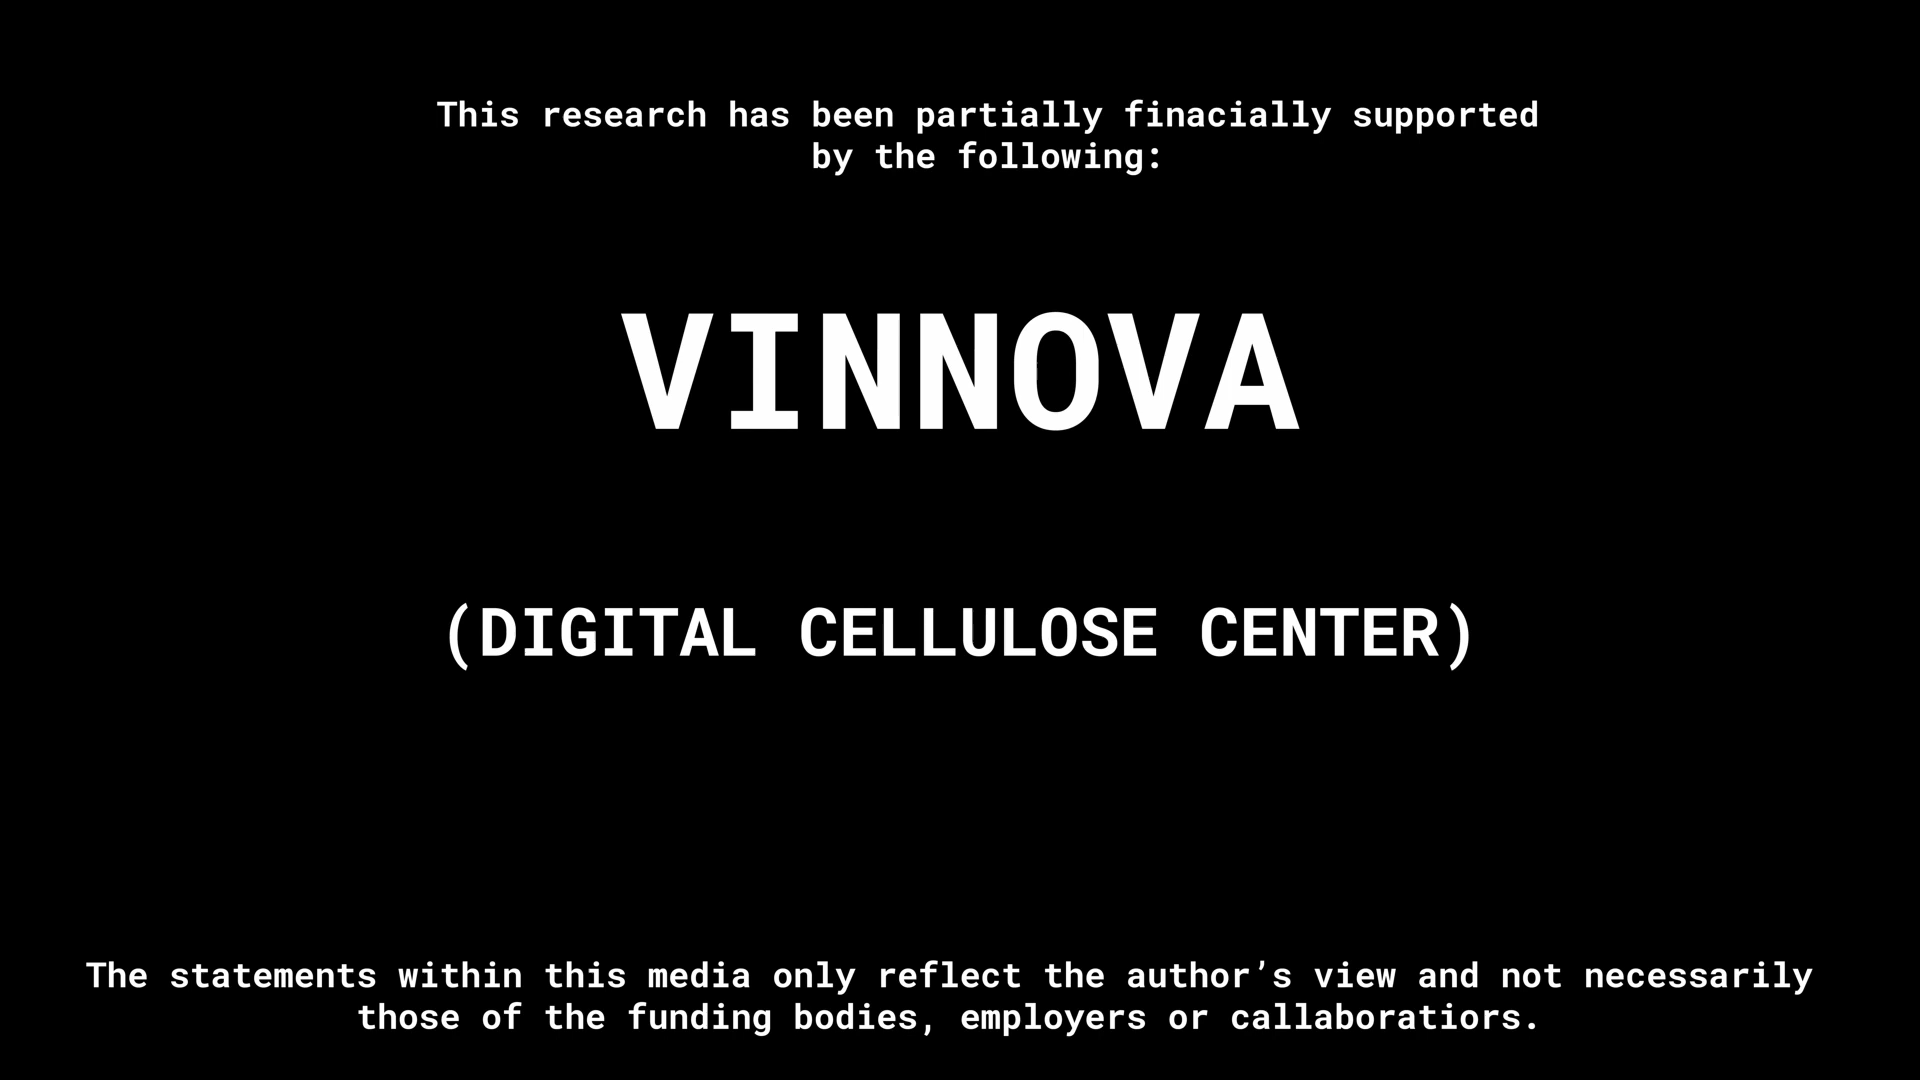 This research has been partially finacially supported
by the following:
VINNOVA
(DIGITAL CELLULOSE CENTER)
The statements within this media only reflect the author’s view and not necessarily
those of the funding bodies, employers or callaboratiors.